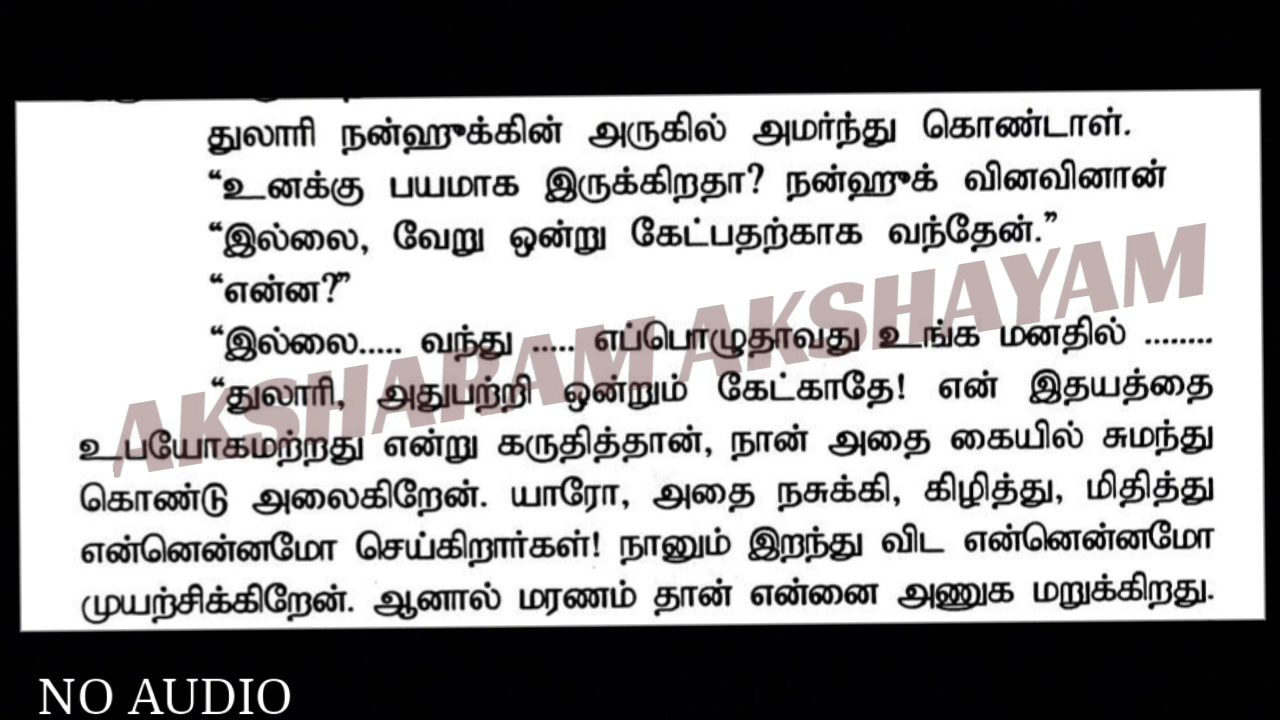 துலாரி நன்ஹுக்கின் அருகில் அமர்ந்து கொண்டாள்.
“உனக்கு பயமாக இருக்கிறதா? நன்ஹுக் வினவினான்
“இல்லை, வேறு ஒன்று கேட்பதற்காக வந்தேன்.”
“என்ன?”
“இல்லை..... வந்து ..... எப்பொழுதாவது உங்க மனதில் ........
“துலாரி, அதுபற்றி ஒன்றும் கேட்காதே! என் இதயத்தை
உபயோகமற்றது என்று கருதித்தான், நான் அதை கையில் சுமந்து
கொண்டு அலைகிறேன். யாரோ, அதை நசுக்கி, கிழித்து, மிதித்து
என்னென்னமோ செய்கிறார்கள்! நானும் இறந்து விட என்னென்னமோ
முயற்சிக்கிறேன். ஆனால் மரணம் தான் என்னை அணுக மறுக்கிறது.
AKSHARAM AKSHAYAM
NO AUDIO